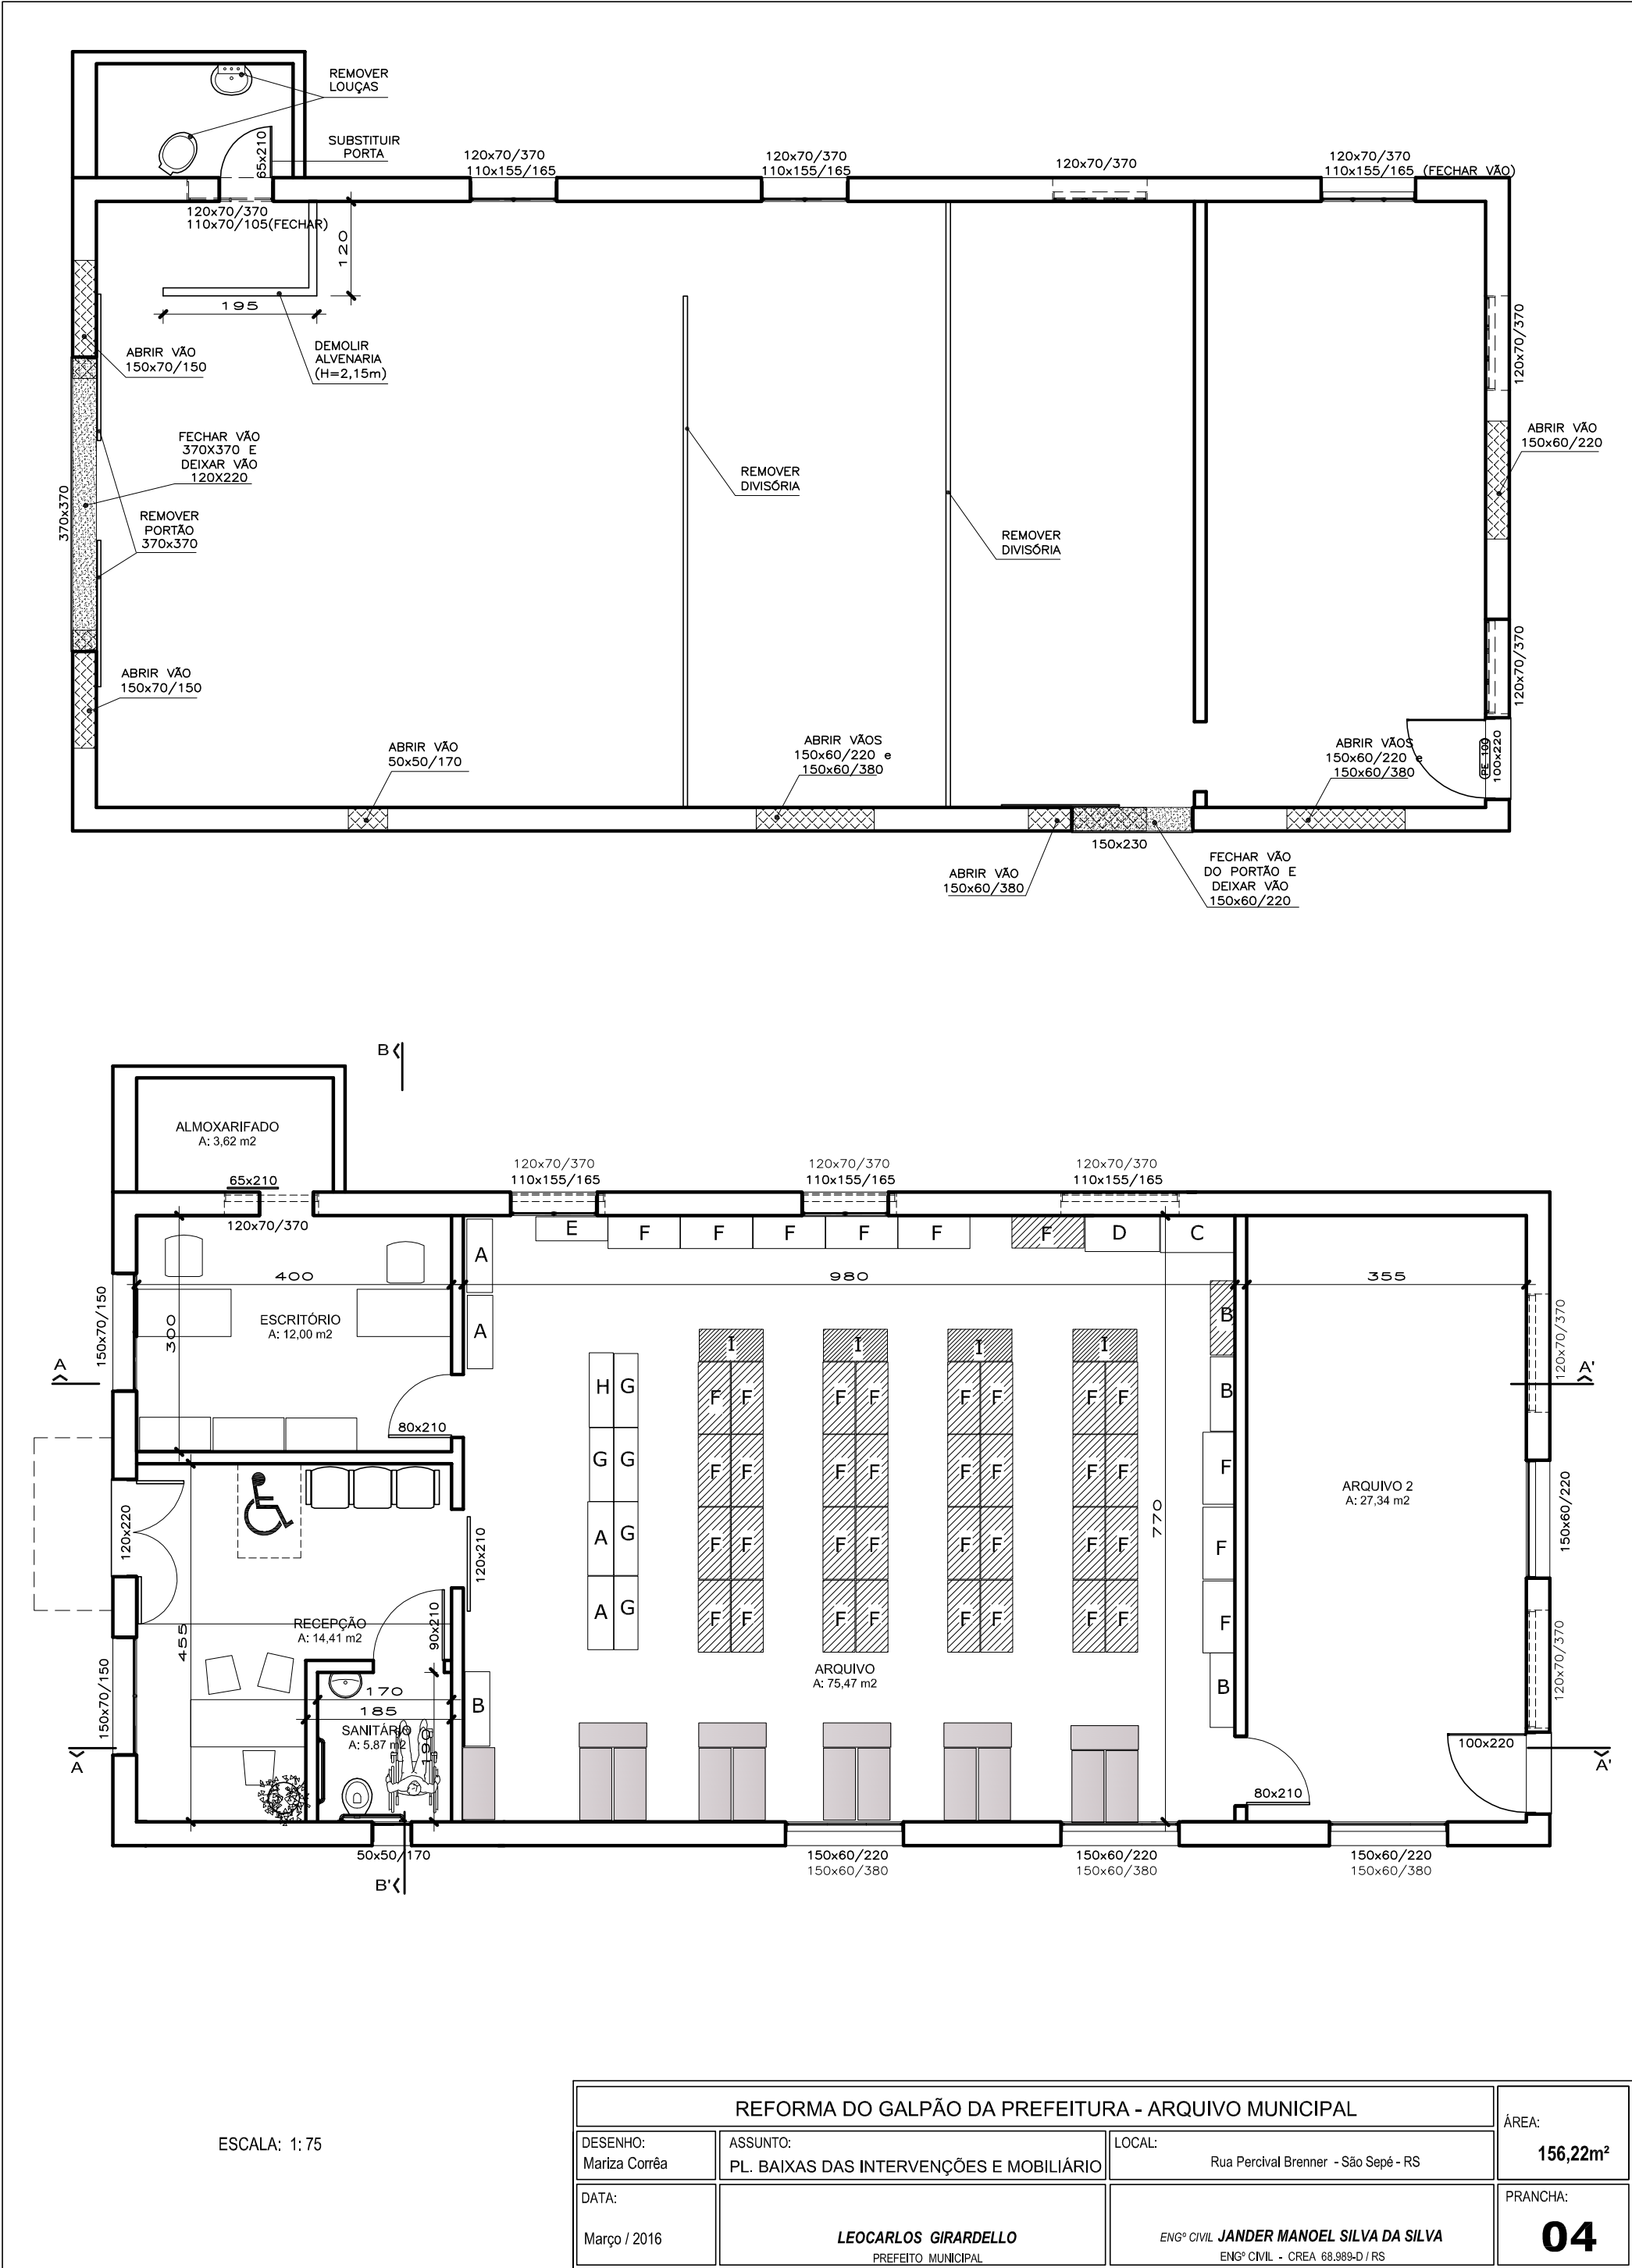 REMOVER
LOUÇAS
SUBSTITUIR
PORTA
65x210
120x70/370
110x155/165
120x70/370
110x155/165
120x70/370
120x70/370
110x155/165 (FECHAR VÃO)
120x70/370
110x70/105(FECHAR)
120
195
ABRIR VÃO
150x70/150
DEMOLIR
ALVENARIA
(H=2,15m)
FECHAR VÃO
370X370 E
DEIXAR VÃO
120X220
370x370
REMOVER
PORTÃO
370x370
REMOVER
DIVISÓRIA
REMOVER
DIVISÓRIA
120x70/370
ABRIR VÃO
150x60/220
120x70/370
ABRIR VÃO
150x70/150
ABRIR VÃO
50x50/170
ABRIR VÃOS
150x60/220 e
150x60/380
ABRIR VÃOS
150x60/220 e
150x60/380
(PE 100)
100x220
150x230
ABRIR VÃO
150x60/380
FECHAR VÃO
DO PORTÃO E
DEIXAR VÃO
150x60/220
B
ALMOXARIFADO
A: 3,62 m2
65x210
120x70/370
120x70/370
110x155/165
120x70/370
110x155/165
120x70/370
110x155/165
E F F F F F F D C
A
A
400
980
355
300
150x70/150
ESCRITÓRIO
A: 12,00 m2
80x210
A
A'
120x70/370
B
B
F
F
F
B
I I I I
H G
G G
A G
A G
F F F F F F F F
F F F F F F F F
F F F F F F F F
F F F F F F F F
ARQUIVO 2
A: 27,34 m2
150x60/220
770
120x220
120x210
RECEPÇÃO
A: 14,41 m2
90x210
455
150x70/150
120x70/370
ARQUIVO
A: 75,47 m2
B
170
185
SANITÁRIO
A: 5,87 m2
190
A
A'
100x220
80x210
50x50/170
B'
150x60/220
150x60/380
150x60/220
150x60/380
150x60/220
150x60/380
ESCALA: 1:75
REFORMA DO GALPÃO DA PREFEITURA - ARQUIVO MUNICIPAL
ÁREA:
156,22m²
DESENHO:
Mariza Corrêa
ASSUNTO:
PL. BAIXAS DAS INTERVENÇÕES E MOBILIÁRIO
LOCAL:
Rua Percival Brenner - São Sepé - RS
DATA:
Março / 2016
LEOCARLOS GIRARDELLO
PREFEITO MUNICIPAL
ENGº CIVIL JANDER MANOEL SILVA DA SILVA
ENGº CIVIL - CREA 68.989-D / RS
PRANCHA:
04